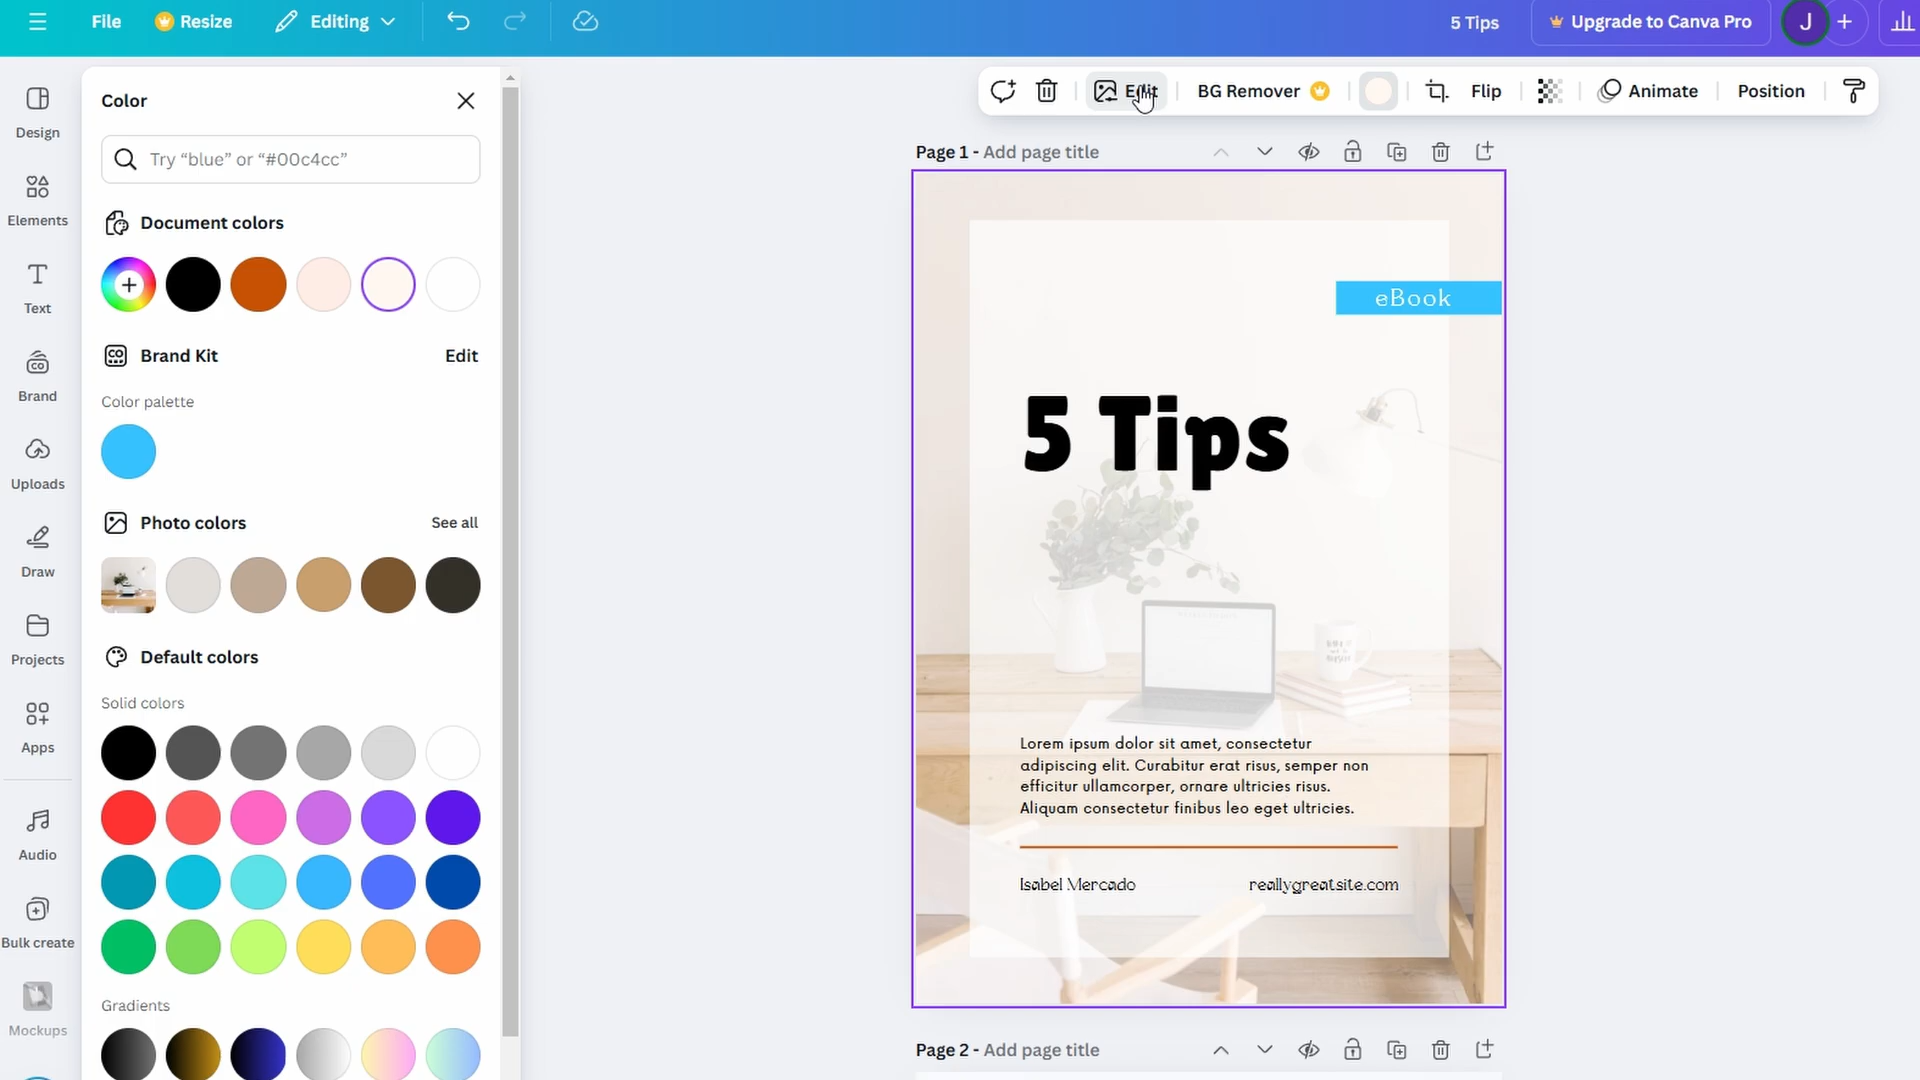 File
Resize
Editing
5 Tips
Upgrade to Canva Pro
J
Design
Elements
Text
Brand
Uploads
Draw
Projects
Apps
Audio
Bulk create
Mockups
Color
Try “blue” or “#00c4cc”
Document colors
Brand Kit Edit
Color palette
Photo colors See all
Default colors
Solid colors
Gradients
Edit BG Remover Flip Animate Position
Page 1 - Add page title
eBook
5 Tips
Lorem ipsum dolor sit amet, consectetur
adipiscing elit. Curabitur erat risus, semper non
efficitur ullamcorper, ornare ultricies risus.
Aliquam consectetur finibus leo eget ultricies.
Isabel Mercado reallygreatsite.com
Page 2 - Add page title